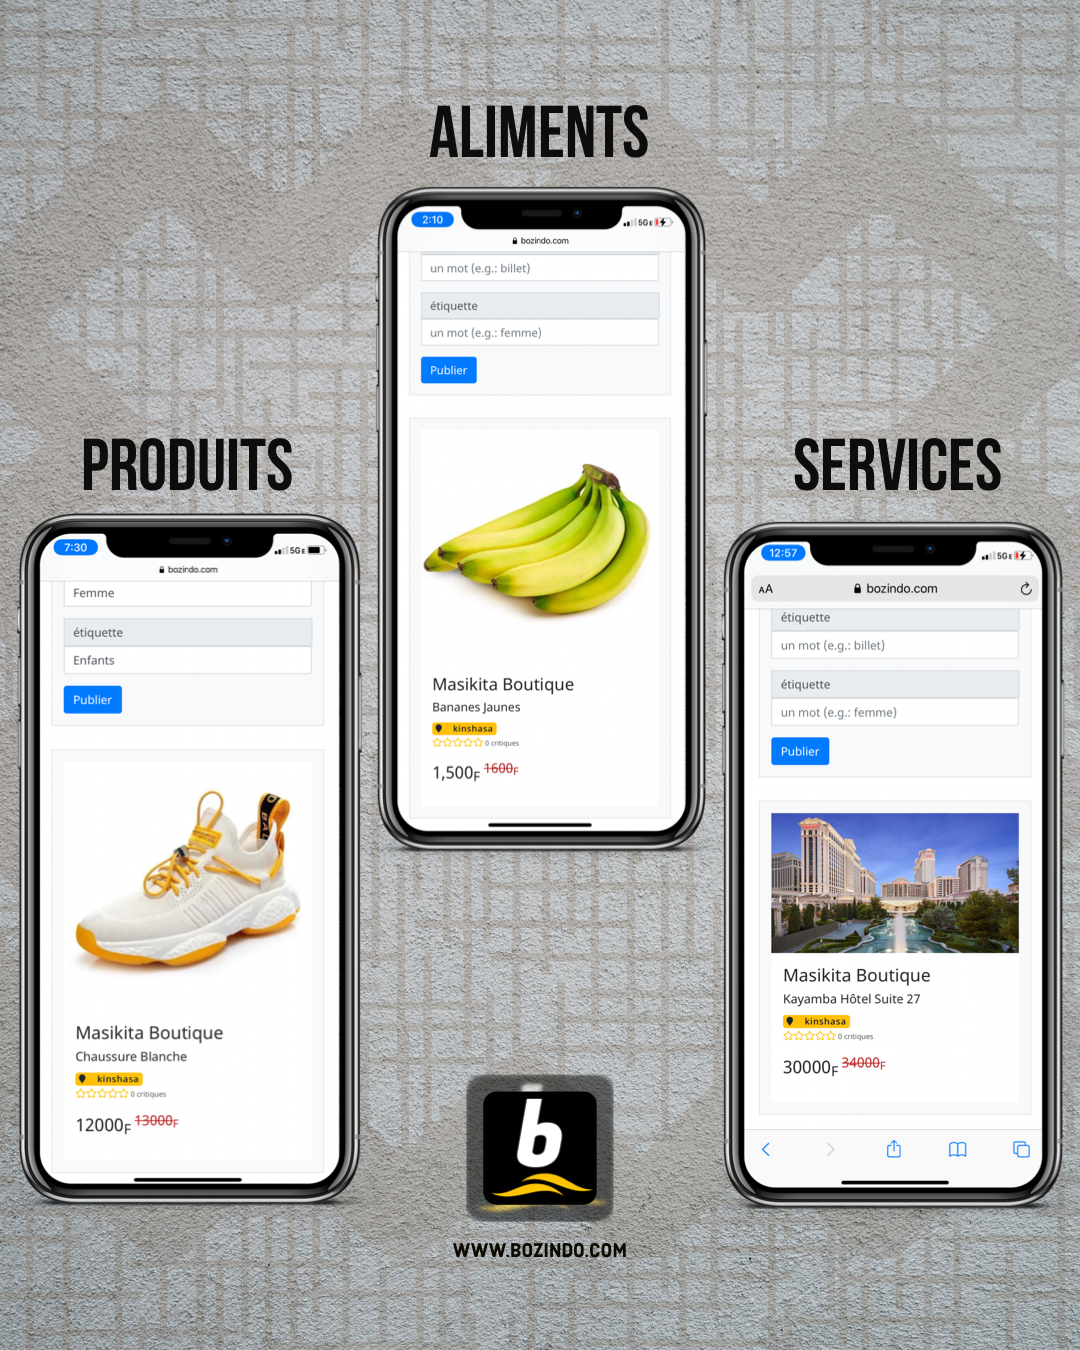 ALIMENTS
2:10
5GE
bozindo.com
un mot (e.g.: billet)
étiquette
un mot (e.g.: femme)
Publier
Masikita Boutique
Bananes Jaunes
kinshasa
0 critiques
1,500F 1600F
PRODUITS
7:30
5GE
bozindo.com
Femme
étiquette
Enfants
Publier
Masikita Boutique
Chaussure Blanche
kinshasa
0 critiques
12000F 13000F
SERVICES
12:57
5GE
AA bozindo.com
étiquette
un mot (e.g.: billet)
étiquette
un mot (e.g.: femme)
Publier
Masikita Boutique
Kayamba Hôtel Suite 27
kinshasa
0 critiques
30000F 34000F
b
WWW.BOZINDO.COM